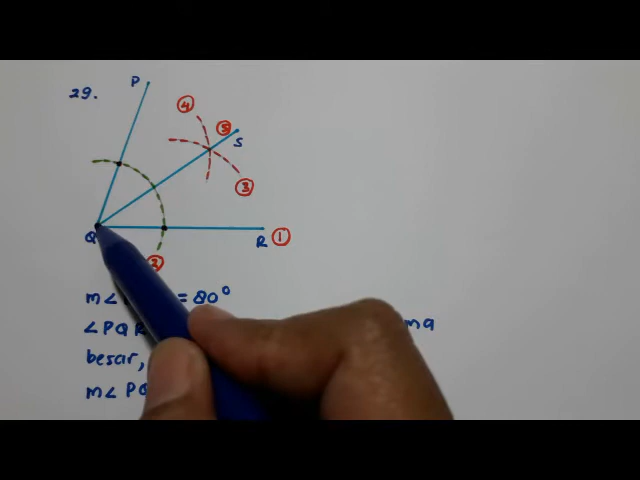 29.
P
4
5
S
3
Q
R 1
2
m∠ = 80°
∠PQR ma
besar,
m∠ PQ